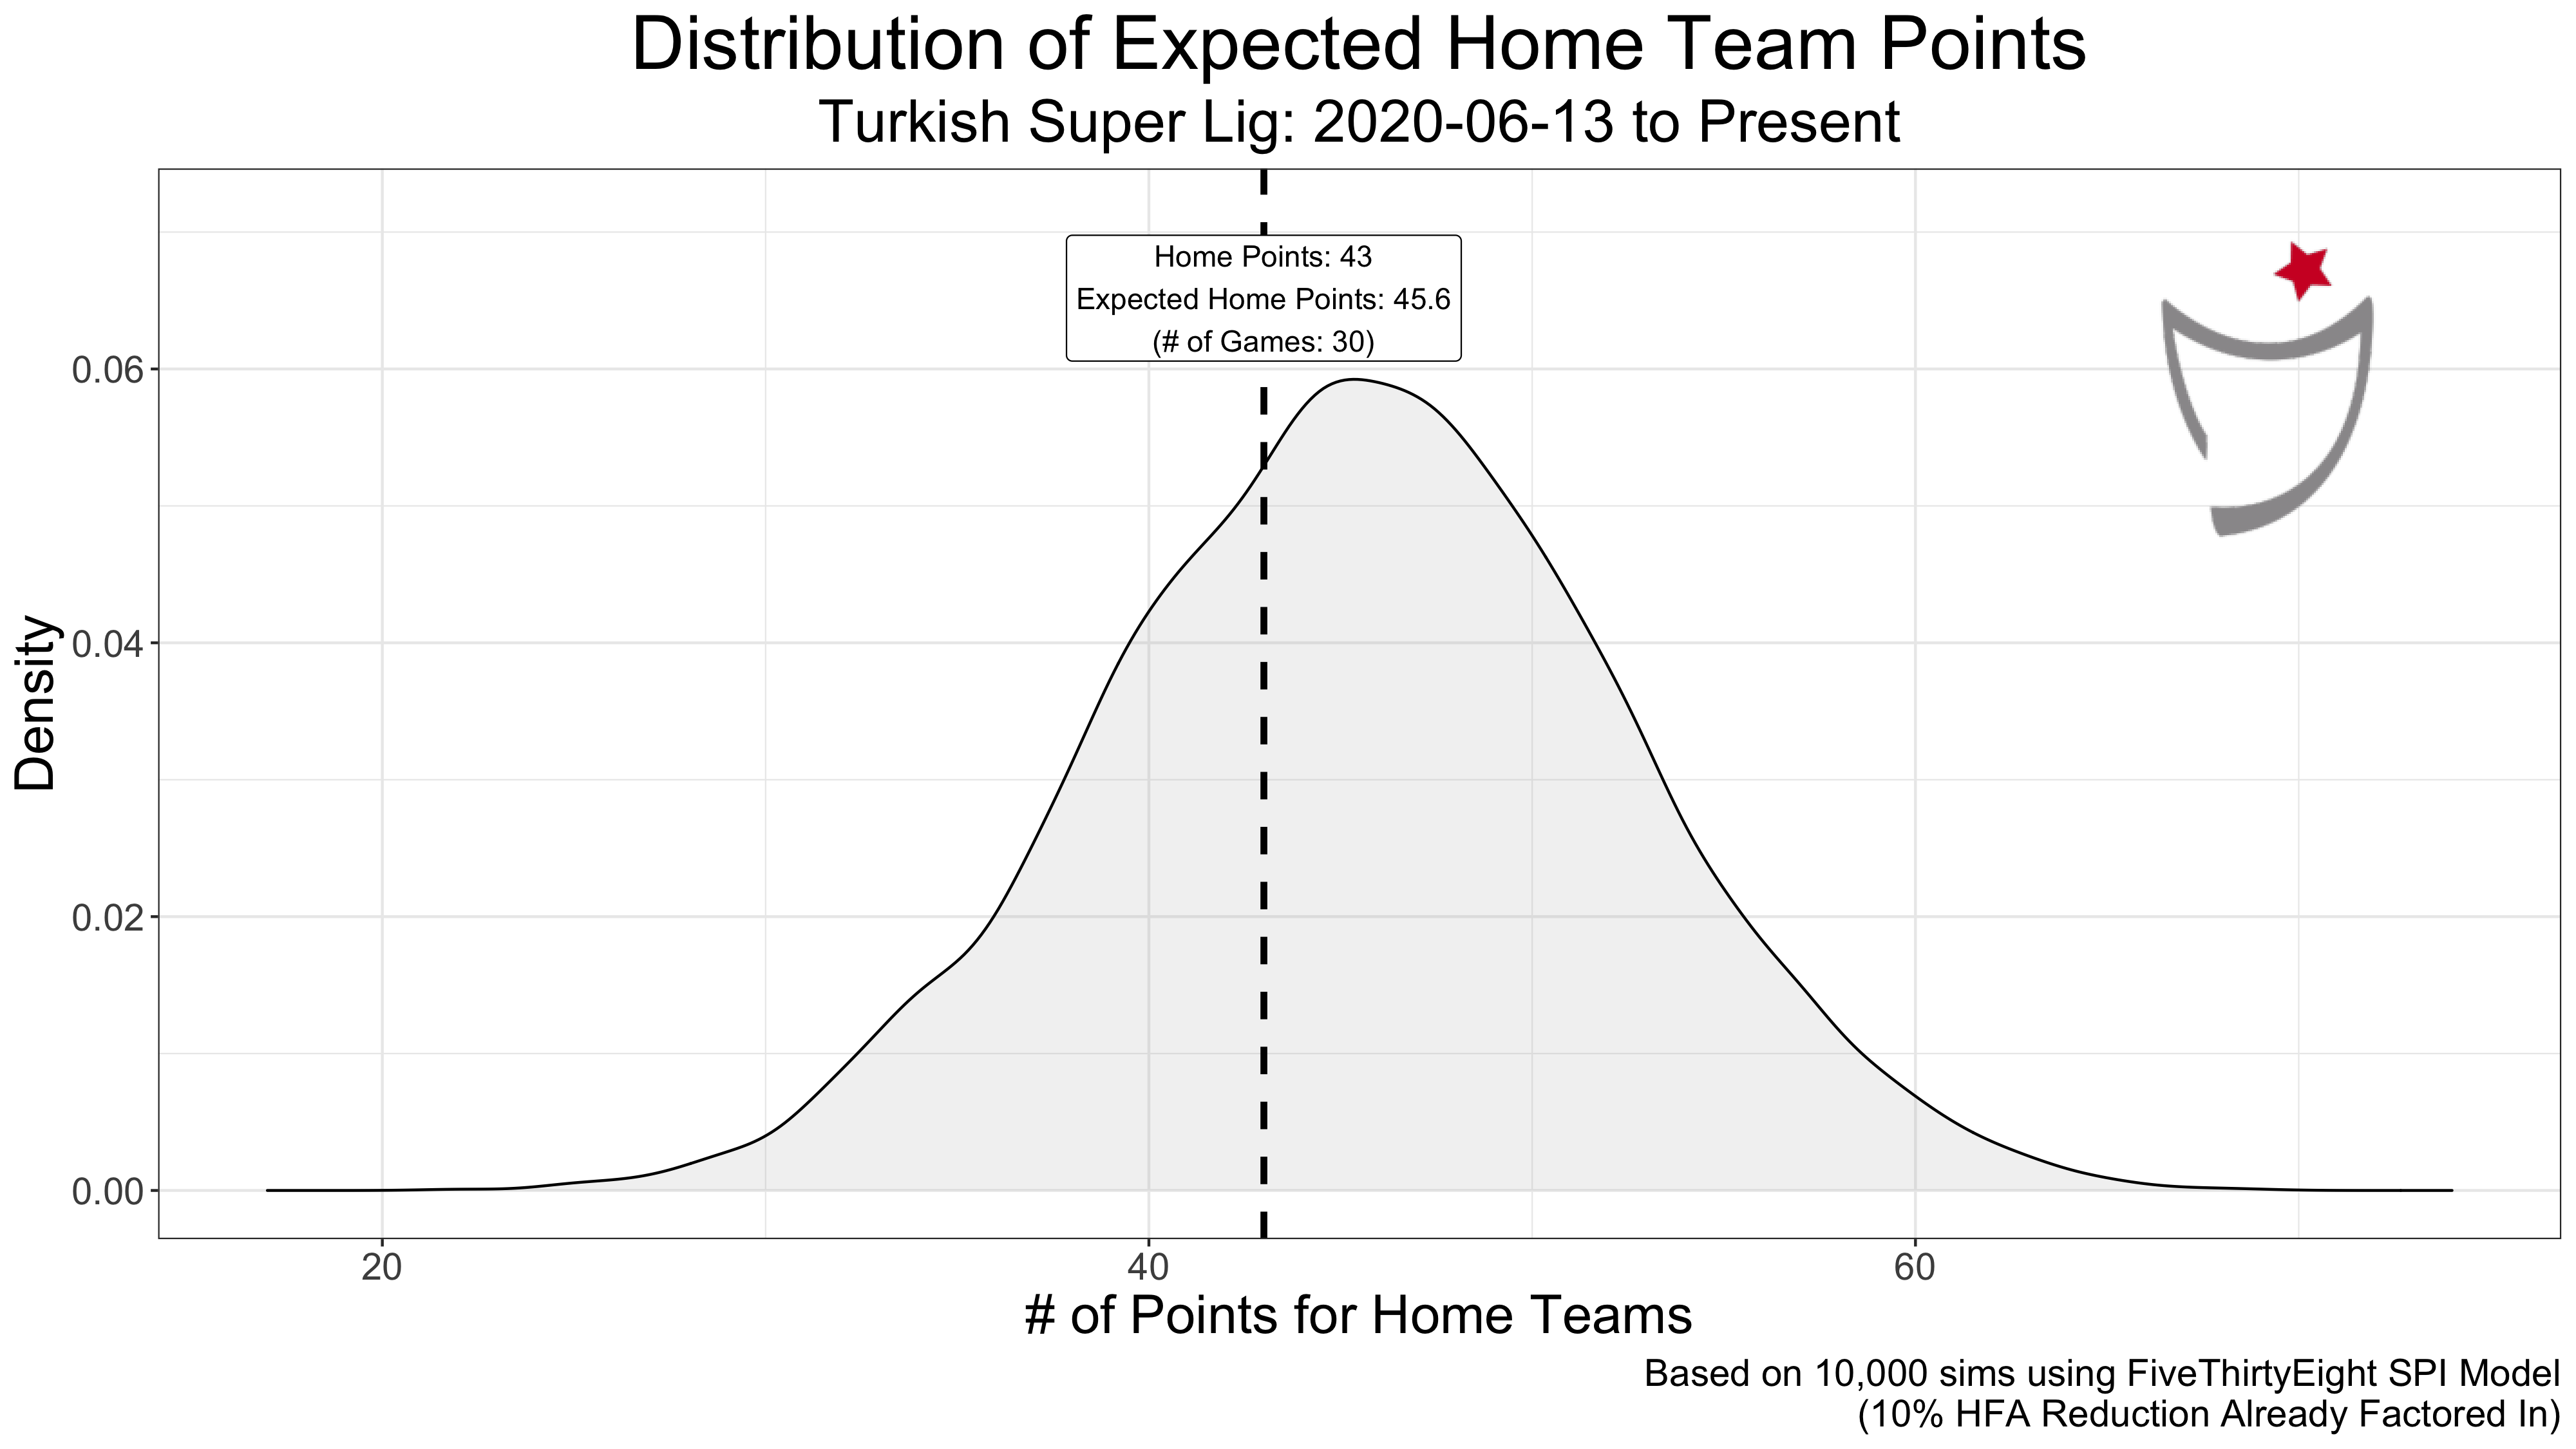 Distribution of Expected Home Team Points
Turkish Super Lig: 2020-06-13 to Present
Home Points: 43
Expected Home Points: 45.6
(# of Games: 30)
0.06
0.04
0.02
0.00
Density
20 40 60
# of Points for Home Teams
Based on 10,000 sims using FiveThirtyEight SPI Model
(10% HFA Reduction Already Factored In)